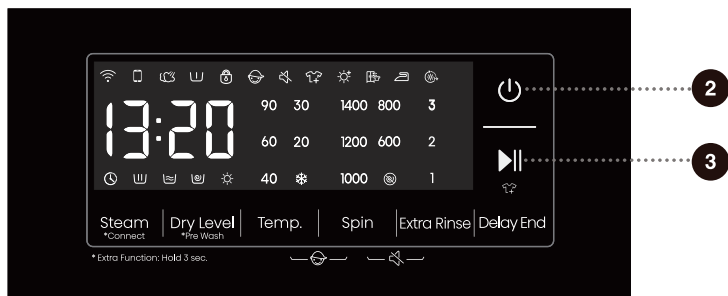 2
13:20
90 30 1400 800 3
60 20 1200 600 2
3
40 1000 1
Steam Dry Level Temp. Spin Extra Rinse Delay End
*Connect *Pre Wash
* Extra Function: Hold 3 sec.